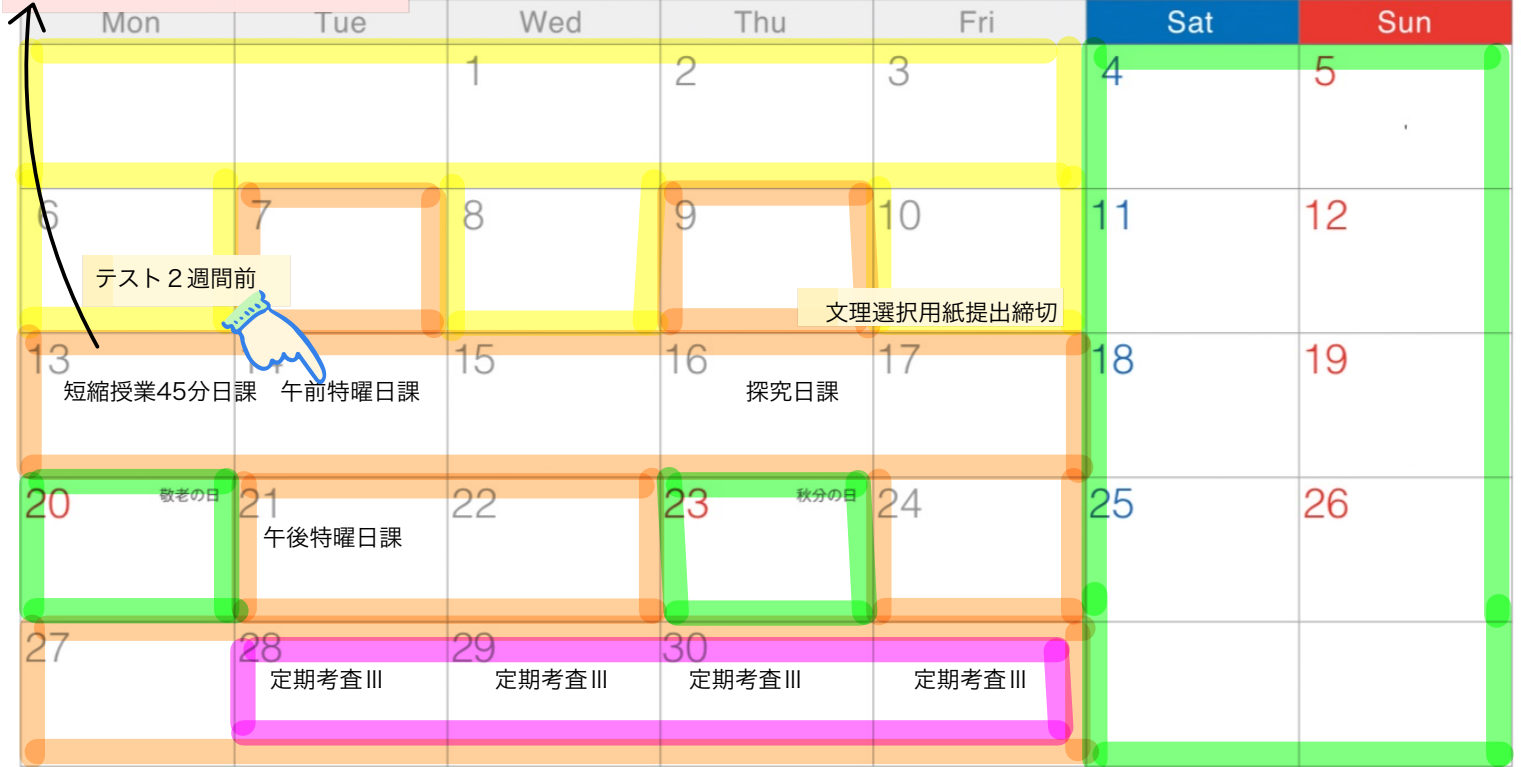 Mon Tue Wed Thu Fri Sat Sun
1 2 3 4 5
6 7 8 9 10 11 12
テスト２週間前
文理選択用紙提出締切
13 14 15 16 17 18 19
短縮授業45分日課 午前特曜日課 探究日課
20 敬老の日 21 22 23 秋分の日 24 25 26
午後特曜日課
27 28 29 30
定期考査Ⅲ 定期考査Ⅲ 定期考査Ⅲ 定期考査Ⅲ